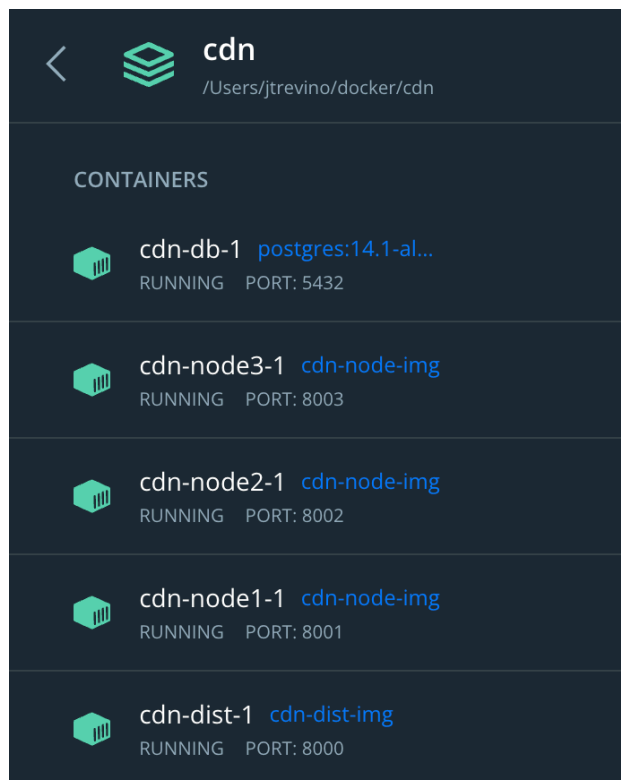 cdn
/Users/jtrevino/docker/cdn
CONTAINERS
cdn-db-1 postgres:14.1-al...
RUNNING PORT: 5432
cdn-node3-1 cdn-node-img
RUNNING PORT: 8003
cdn-node2-1 cdn-node-img
RUNNING PORT: 8002
cdn-node1-1 cdn-node-img
RUNNING PORT: 8001
cdn-dist-1 cdn-dist-img
RUNNING PORT: 8000